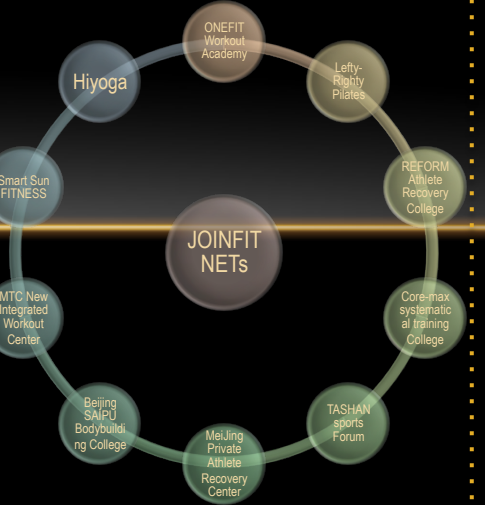 ONEFIT
Workout
Academy
Lefty-
Righty
Pilates
REFORM
Athlete
Recovery
College
Core-max
systematic
al training
College
TASHAN
sports
Forum
MeiJing
Private
Athlete
Recovery
Center
Beijing
SAIPU
Bodybuildi
ng College
MTC New
Integrated
Workout
Center
Smart Sun
FITNESS
Hiyoga
JOINFIT
NETs